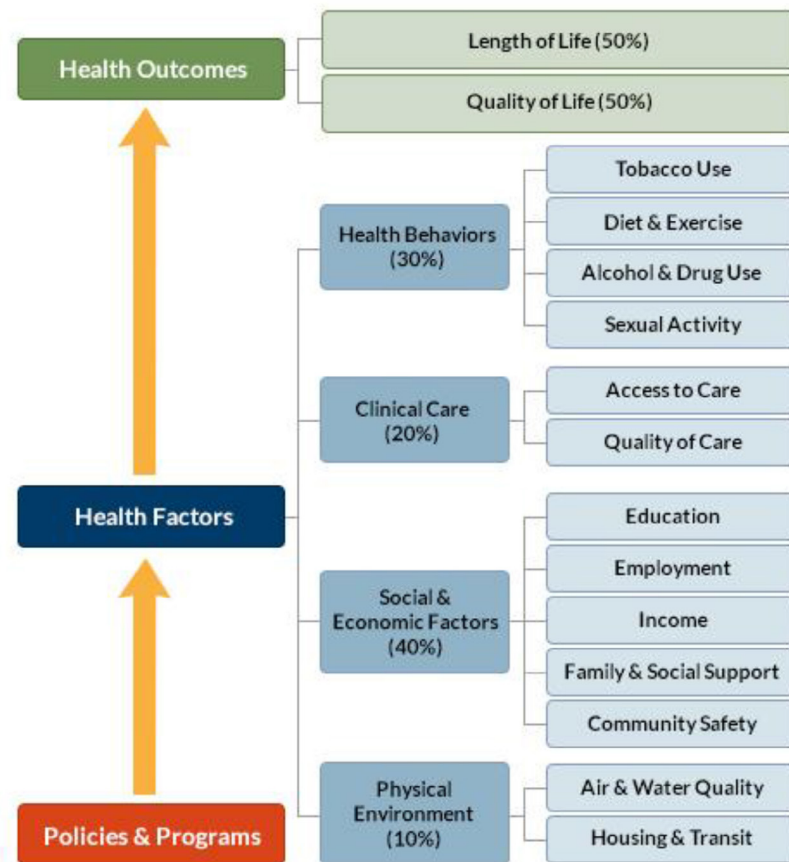 Health Outcomes
Length of Life (50%)
Quality of Life (50%)
Health Factors
Health Behaviors
(30%)
Tobacco Use
Diet & Exercise
Alcohol & Drug Use
Sexual Activity
Clinical Care
(20%)
Access to Care
Quality of Care
Social &
Economic Factors
(40%)
Education
Employment
Income
Family & Social Support
Community Safety
Physical
Environment
(10%)
Air & Water Quality
Housing & Transit
Policies & Programs